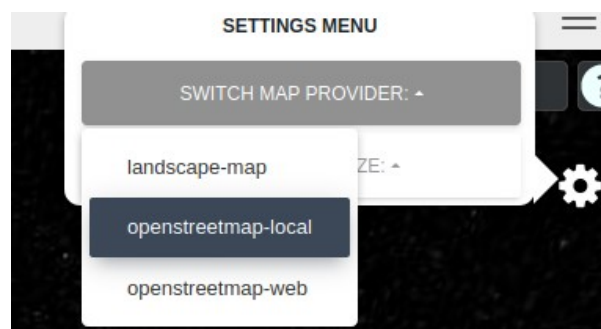 SETTINGS MENU
SWITCH MAP PROVIDER:
landscape-map
ZE:
openstreetmap-local
openstreetmap-web